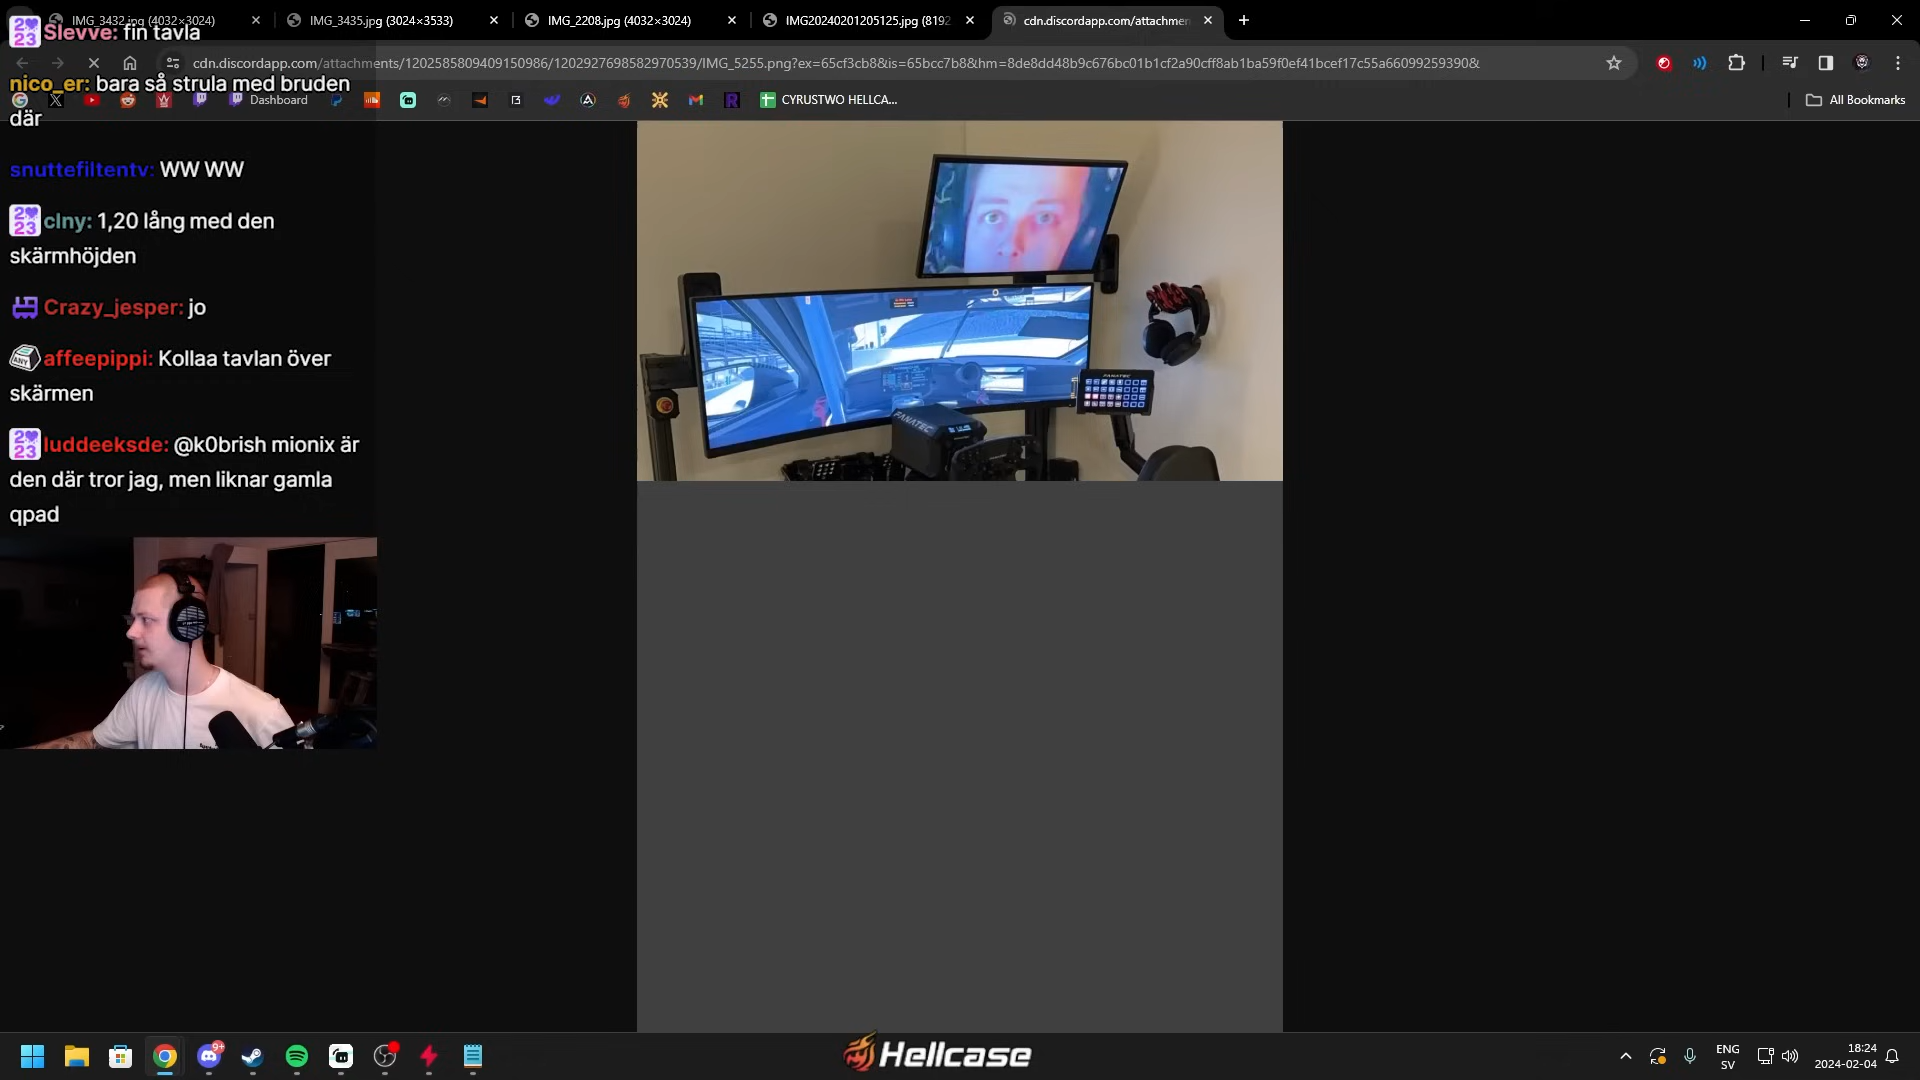 IMG_3432.jpg (4032×3024)
IMG_3435.jpg (3024×3533)
IMG_2208.jpg (4032×3024)
IMG20240201205125.jpg (8192
cdn.discordapp.com/attachmen
Slevve: fin tavla
cdn.discordapp.com/attachments/1202585809409150986/1202927698582970539/IMG_5255.png?ex=65cf3cb8&is=65bcc7b8&hm=8de8dd48b9c676bc01b1cf2a90cff8ab1ba59f0ef41bcef17c55a66099259390&
nico_er: bara så strula med bruden
där
Dashboard
CYRUSTWO HELLCA...
All Bookmarks
snuttefiltentv: WW WW
clny: 1,20 lång med den
skärmhöjden
Crazy_jesper: jo
affeepippi: Kollaa tavlan över
skärmen
luddeeksde: @k0brish mionix är
den där tror jag, men liknar gamla
qpad
FANATEC
FANATEC
Hellcase
9+
ENG
SV
18:24
2024-02-04